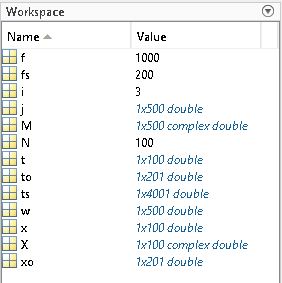 Workspace
Name Value
f 1000
fs 200
i 3
j 1x500 double
M 1x500 complex double
N 100
t 1x100 double
to 1x201 double
ts 1x4001 double
w 1x500 double
x 1x100 double
X 1x100 complex double
xo 1x201 double